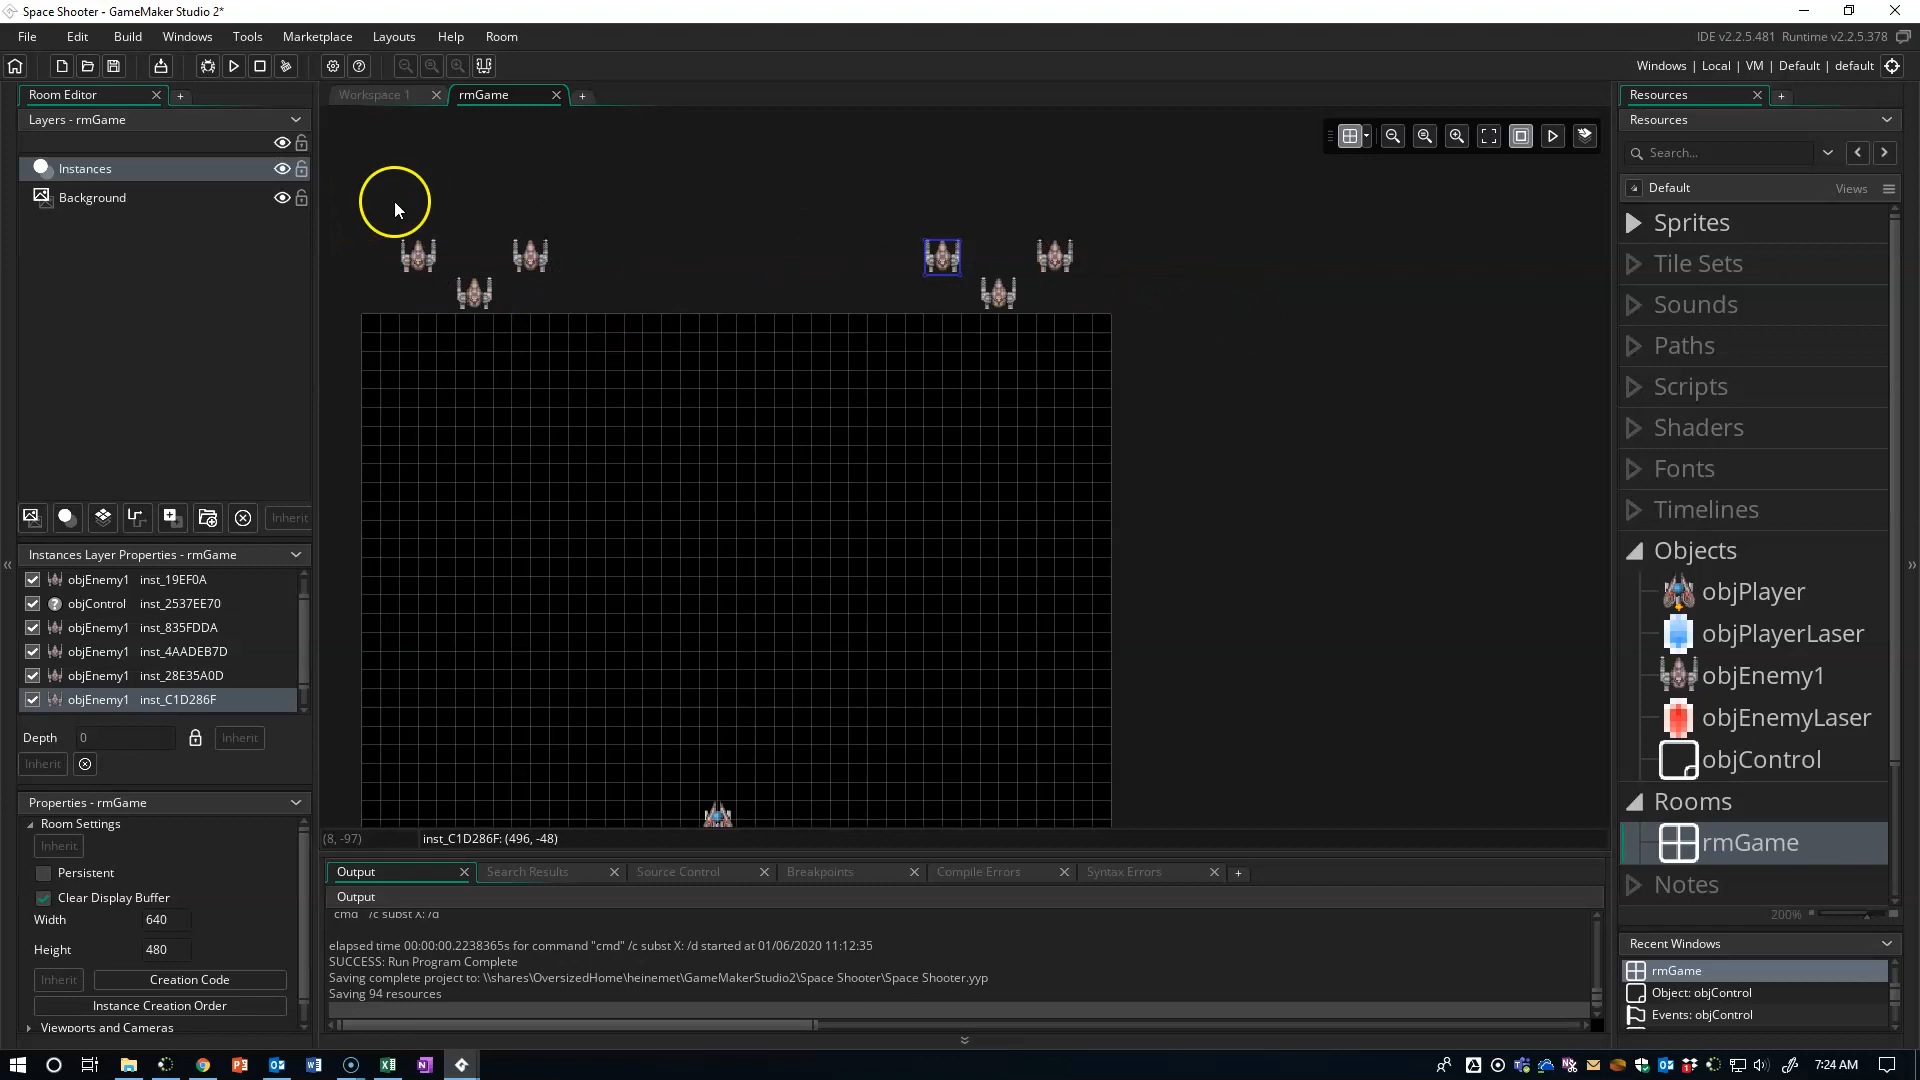 Space Shooter - GameMaker Studio 2*
File Edit Build Windows Tools Marketplace Layouts Help Room
IDE v2.2.5.481 Runtime v2.2.5.378
Windows | Local | VM | Default | default
Room Editor
Layers - rmGame
Instances
Background
Inherit
Instances Layer Properties - rmGame
objEnemy1 inst_19EF0A
objControl inst_2537EE70
objEnemy1 inst_835FDDA
objEnemy1 inst_4AADEB7D
objEnemy1 inst_28E35A0D
objEnemy1 inst_C1D286F
Depth 0 Inherit
Inherit
Properties - rmGame
Room Settings
Inherit
Persistent
Clear Display Buffer
Width 640
Height 480
Inherit Creation Code
Instance Creation Order
Viewports and Cameras
Workspace 1 rmGame
(8, -97) inst_C1D286F: (496, -48)
Output Search Results Source Control Breakpoints Compile Errors Syntax Errors
Output
cmd /c subst X: /d
elapsed time 00:00:00.2238365s for command "cmd" /c subst X: /d started at 01/06/2020 11:12:35
SUCCESS: Run Program Complete
Saving complete project to: \\shares\OversizedHome\heinemet\GameMakerStudio2\Space Shooter\Space Shooter.yyp
Saving 94 resources
Resources
Resources
Search...
Default Views
Sprites
Tile Sets
Sounds
Paths
Scripts
Shaders
Fonts
Timelines
Objects
objPlayer
objPlayerLaser
objEnemy1
objEnemyLaser
objControl
Rooms
rmGame
Notes
200%
Recent Windows
rmGame
Object: objControl
Events: objControl
7:24 AM